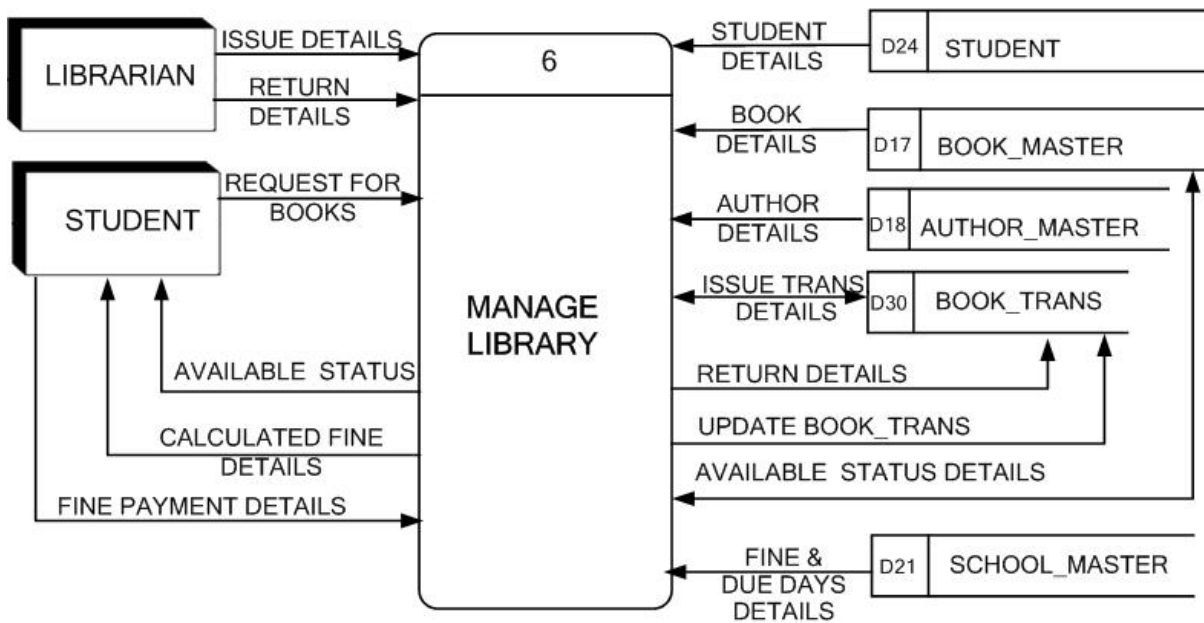 LIBRARIAN
ISSUE DETAILS
RETURN
DETAILS
STUDENT
REQUEST FOR
BOOKS
AVAILABLE STATUS
CALCULATED FINE
DETAILS
FINE PAYMENT DETAILS
6
MANAGE
LIBRARY
STUDENT
DETAILS
D24 STUDENT
BOOK
DETAILS
D17 BOOK_MASTER
AUTHOR
DETAILS
D18 AUTHOR_MASTER
ISSUE TRANS
DETAILS
D30 BOOK_TRANS
RETURN DETAILS
UPDATE BOOK_TRANS
AVAILABLE STATUS DETAILS
FINE &
DUE DAYS
DETAILS
D21 SCHOOL_MASTER